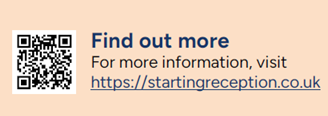 Find out more
For more information, visit
https://startingreception.co.uk